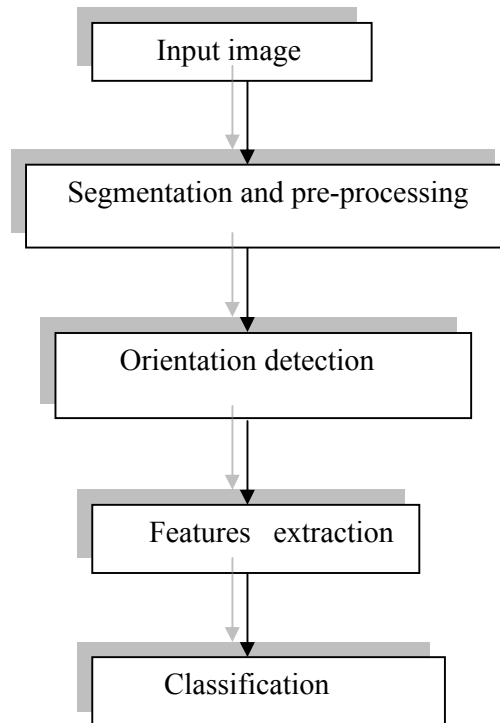 Input image
Segmentation and pre-processing
Orientation detection
Features extraction
Classification